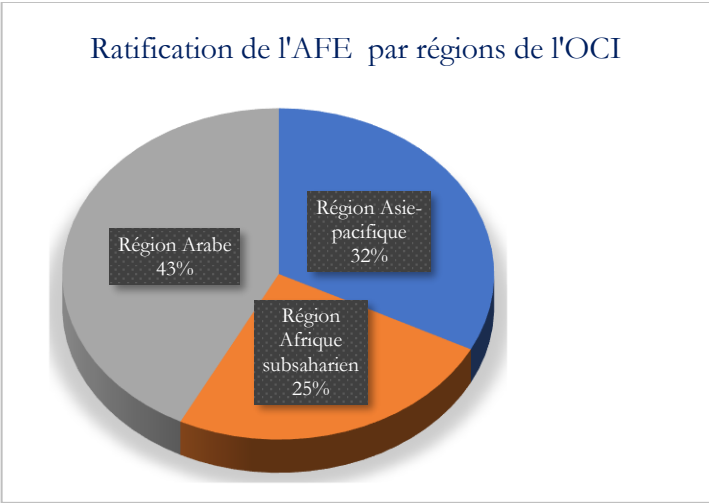 Ratification de l'AFE par régions de l'OCI
Région Asie-
pacifique
32%
Région Arabe
43%
Région
Afrique
subsaharien
25%